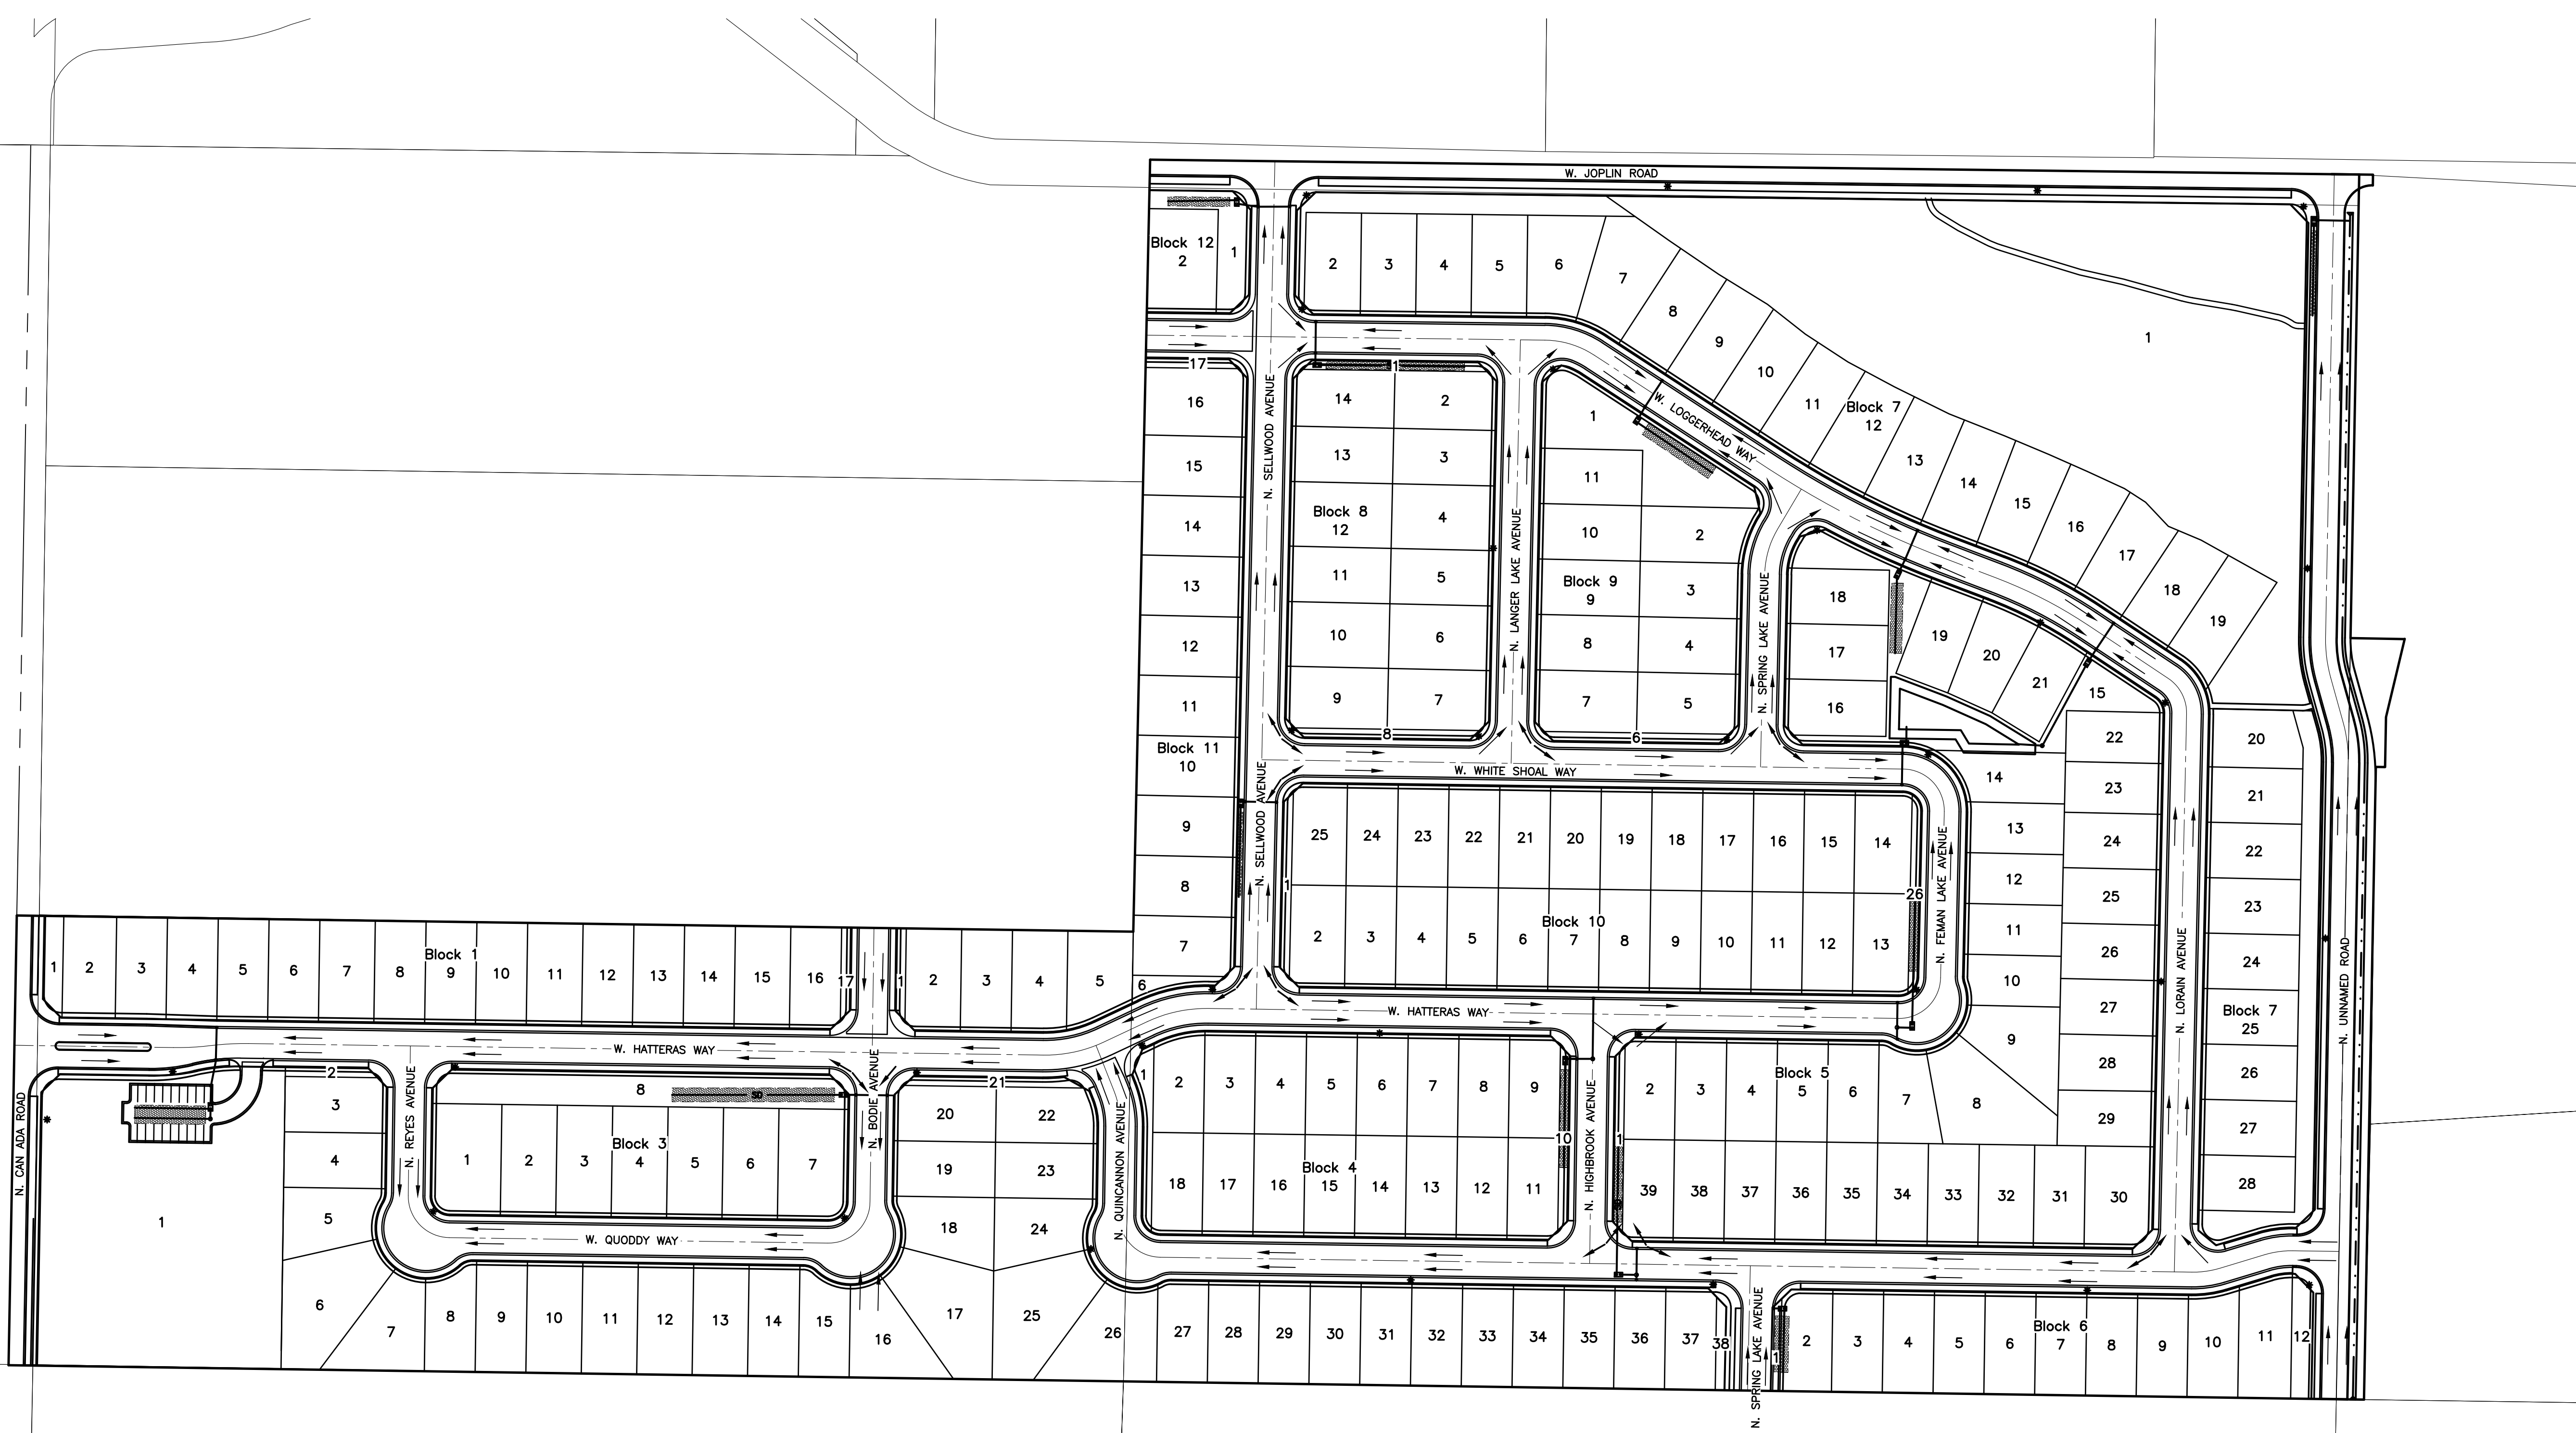 W. JOPLIN ROAD
Block 12
2
1
2
3
4
5
6
7
8
9
10
11
Block 7
12
13
14
15
16
17
18
19
1
17
16
15
14
13
12
11
Block 11
10
9
8
7
N. SELLWOOD AVENUE
1
14
2
13
3
Block 8
12
4
11
5
10
6
9
7
8
N. LANGER LAKE AVENUE
1
11
10
2
Block 9
9
3
8
4
7
5
6
W. LOGGERHEAD WAY
N. SPRING LAKE AVENUE
18
17
16
19
20
21
15
22
14
23
13
24
12
25
11
26
10
27
9
28
29
20
21
22
23
24
Block 7
25
26
27
28
N. LORAIN AVENUE
N. UNNAMED ROAD
W. WHITE SHOAL WAY
N. SELLWOOD AVENUE
25 24 23 22 21 20 19 18 17 16 15 14
1
26
Block 10
2 3 4 5 6 7 8 9 10 11 12 13
N. FEMAN LAKE AVENUE
Block 1
1 2 3 4 5 6 7 8 9 10 11 12 13 14 15 16 17
1 2 3 4 5 6
W. HATTERAS WAY
W. HATTERAS WAY
N. CAN ADA ROAD
2
3
4
5
1
6
7
N. REYES AVENUE
8
SD
Block 3
1 2 3 4 5 6 7
N. BODIE AVENUE
W. QUODDY WAY
8 9 10 11 12 13 14 15 16
21
20 22
19 23
18 24
17 25
26
N. QUINCANNON AVENUE
1 2 3 4 5 6 7 8 9
10
Block 4
18 17 16 15 14 13 12 11
N. HIGHBROOK AVENUE
Block 5
2 3 4 5 6 7 8
1
39 38 37 36 35 34 33 32 31 30
27 28 29 30 31 32 33 34 35 36 37 38
N. SPRING LAKE AVENUE
Block 6
1 2 3 4 5 6 7 8 9 10 11 12